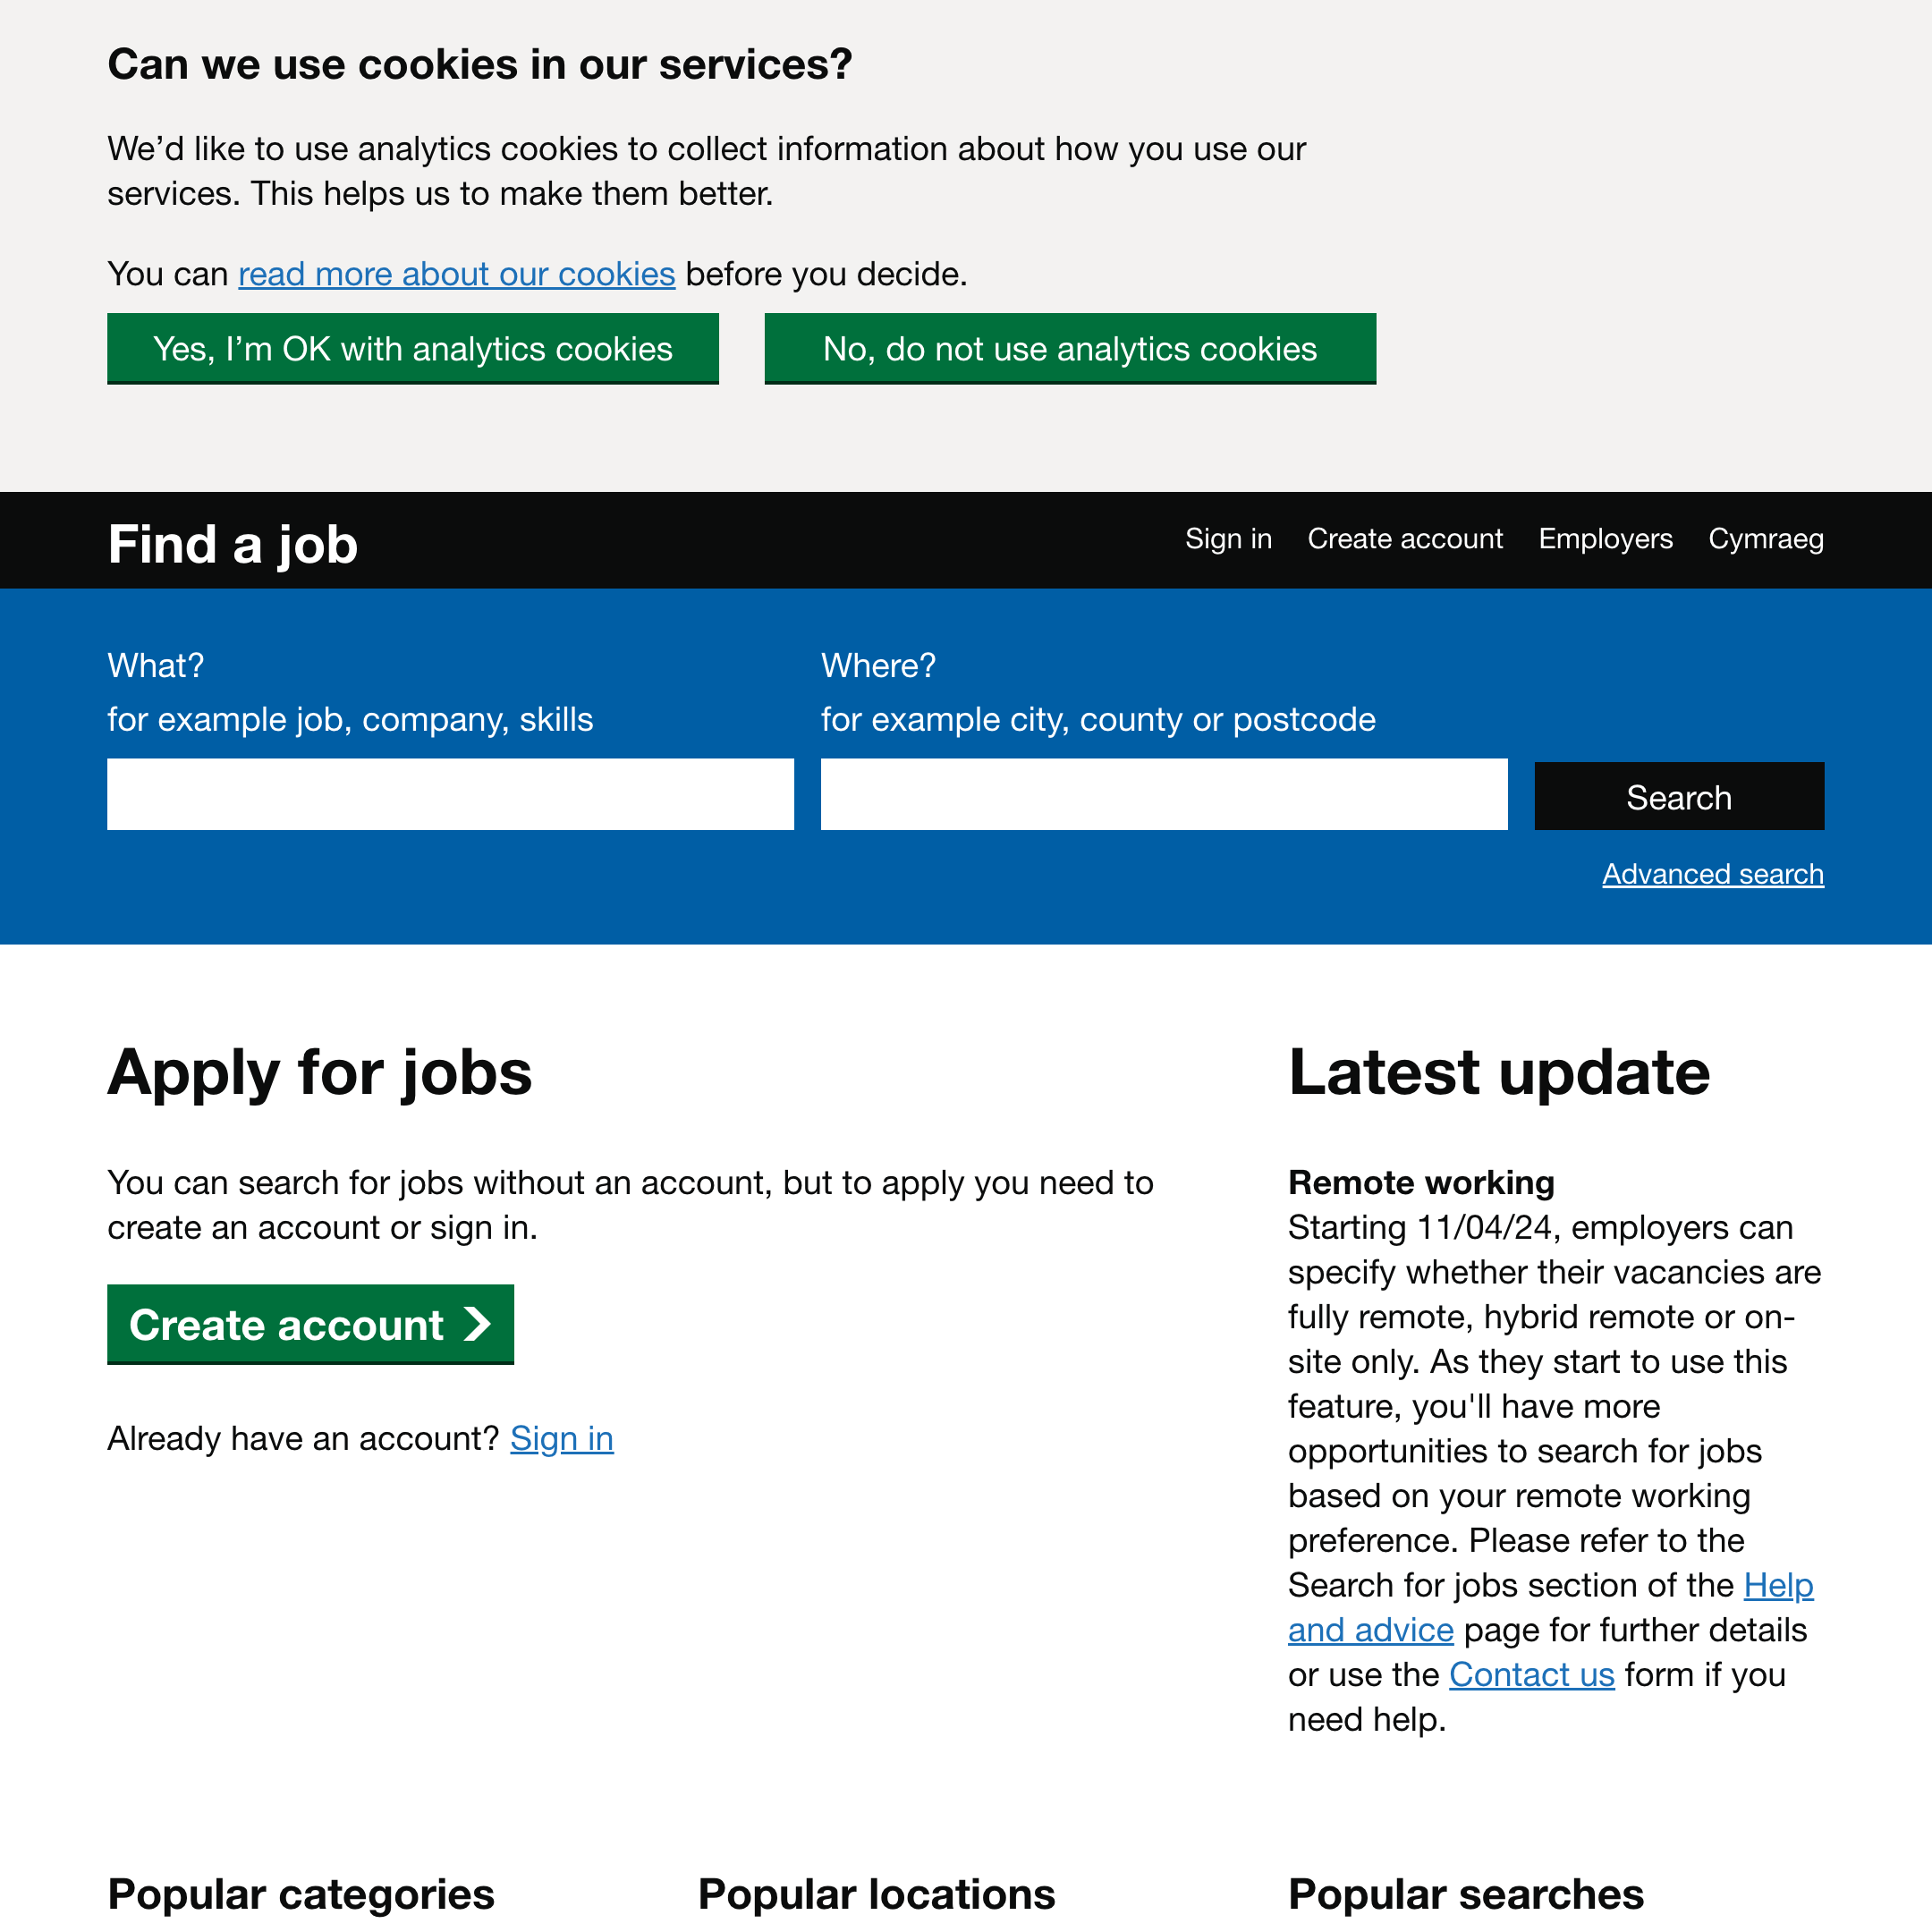 Can we use cookies in our services?
We’d like to use analytics cookies to collect information about how you use our
services. This helps us to make them better.
You can read more about our cookies before you decide.
Yes, I’m OK with analytics cookies
No, do not use analytics cookies
Find a job
Sign in
Create account
Employers
Cymraeg
What?
for example job, company, skills
Where?
for example city, county or postcode
Search
Advanced search
Apply for jobs
You can search for jobs without an account, but to apply you need to
create an account or sign in.
Create account
Already have an account? Sign in
Latest update
Remote working
Starting 11/04/24, employers can
specify whether their vacancies are
fully remote, hybrid remote or on-
site only. As they start to use this
feature, you'll have more
opportunities to search for jobs
based on your remote working
preference. Please refer to the
Search for jobs section of the Help
and advice page for further details
or use the Contact us form if you
need help.
Popular categories
Popular locations
Popular searches